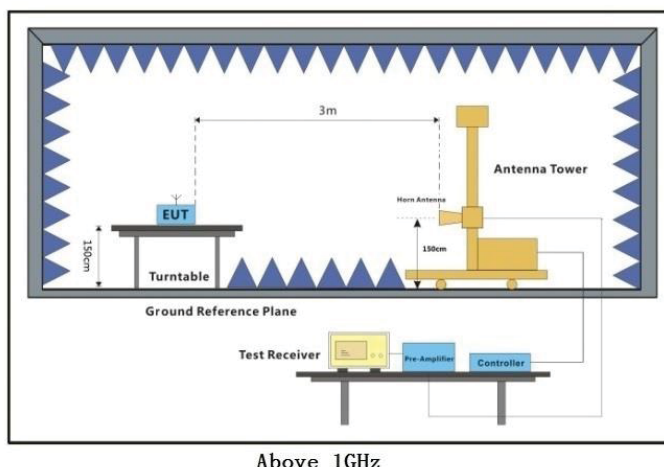 3m
Antenna Tower
Horn Antenna
EUT
150cm
150cm
Turntable
Ground Reference Plane
Test Receiver
Pre-Amplifier
Controller
Above 1GHz